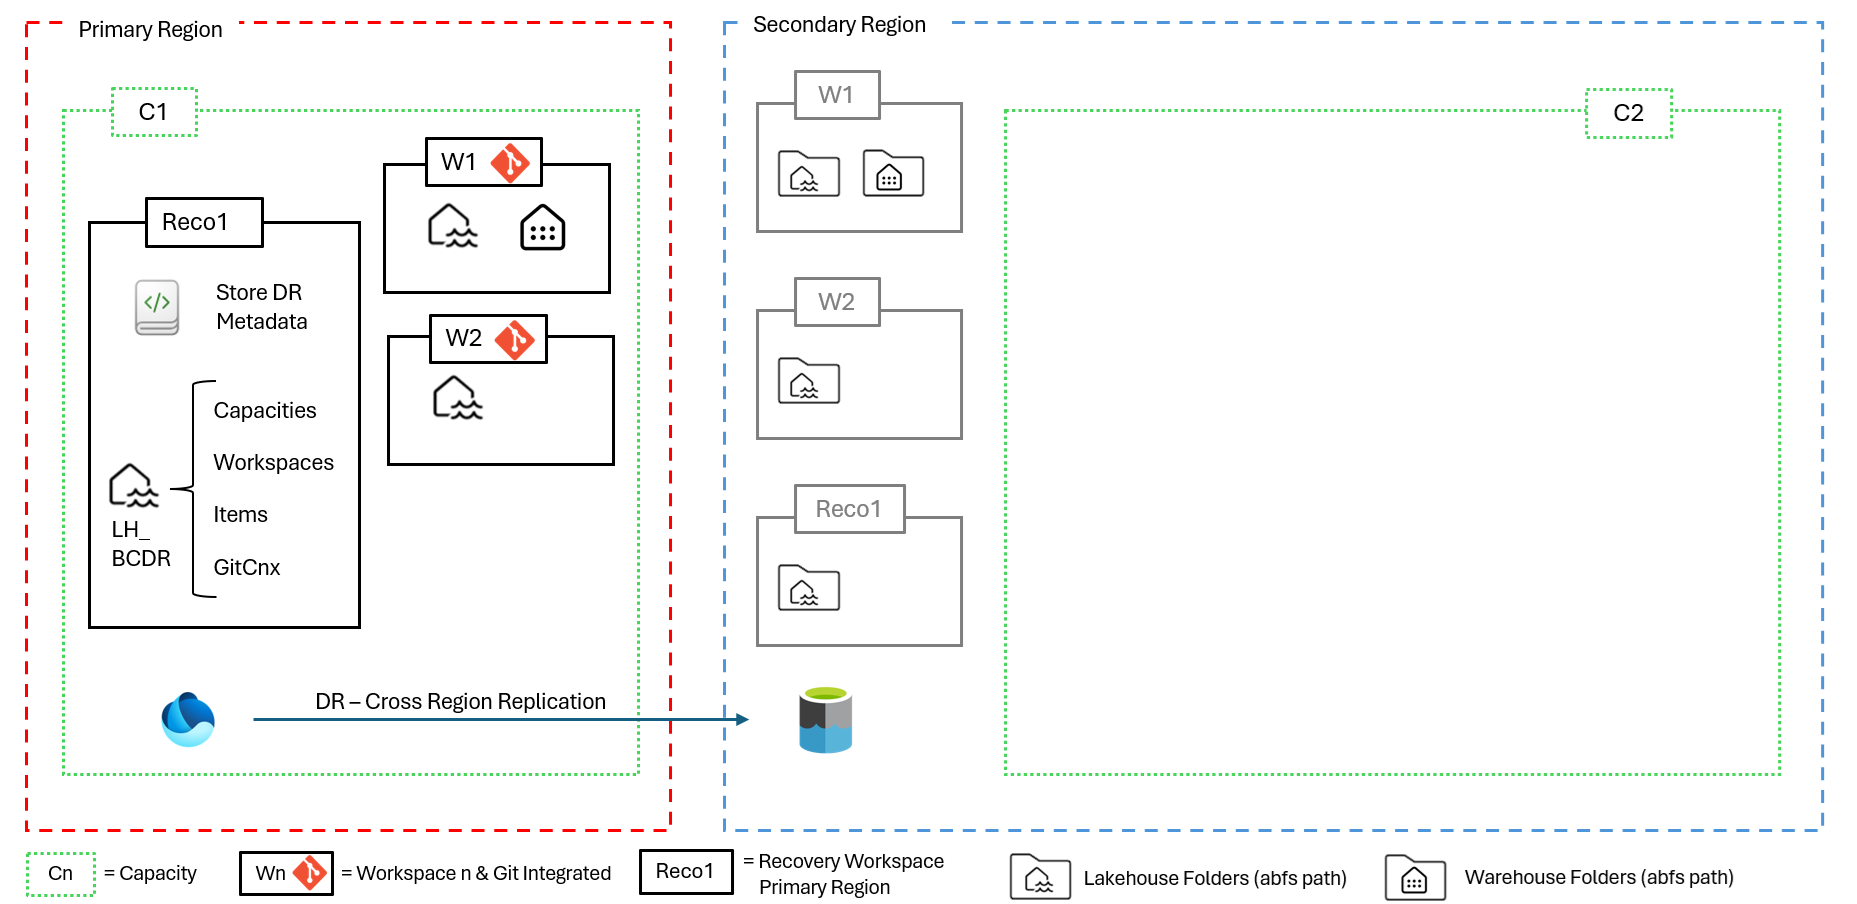 Primary Region
Secondary Region
C1
W1
Reco1
Store DR
Metadata
W2
Capacities
Workspaces
Items
GitCnx
LH_
BCDR
DR – Cross Region Replication
W1
W2
Reco1
C2
Cn
= Capacity
Wn
= Workspace n & Git Integrated
Reco1
= Recovery Workspace
Primary Region
Lakehouse Folders (abfs path)
Warehouse Folders (abfs path)